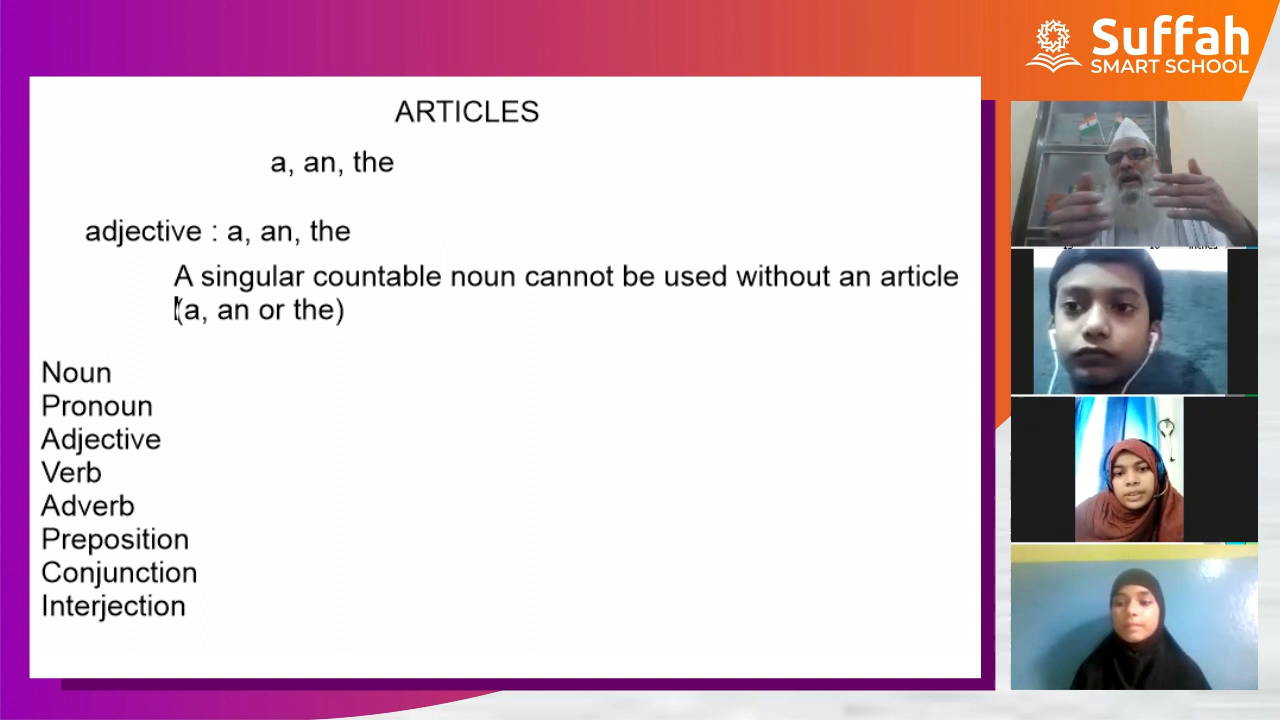 Suffah
SMART SCHOOL
ARTICLES
a, an, the
adjective : a, an, the
A singular countable noun cannot be used without an article
(a, an or the)
Noun
Pronoun
Adjective
Verb
Adverb
Preposition
Conjunction
Interjection